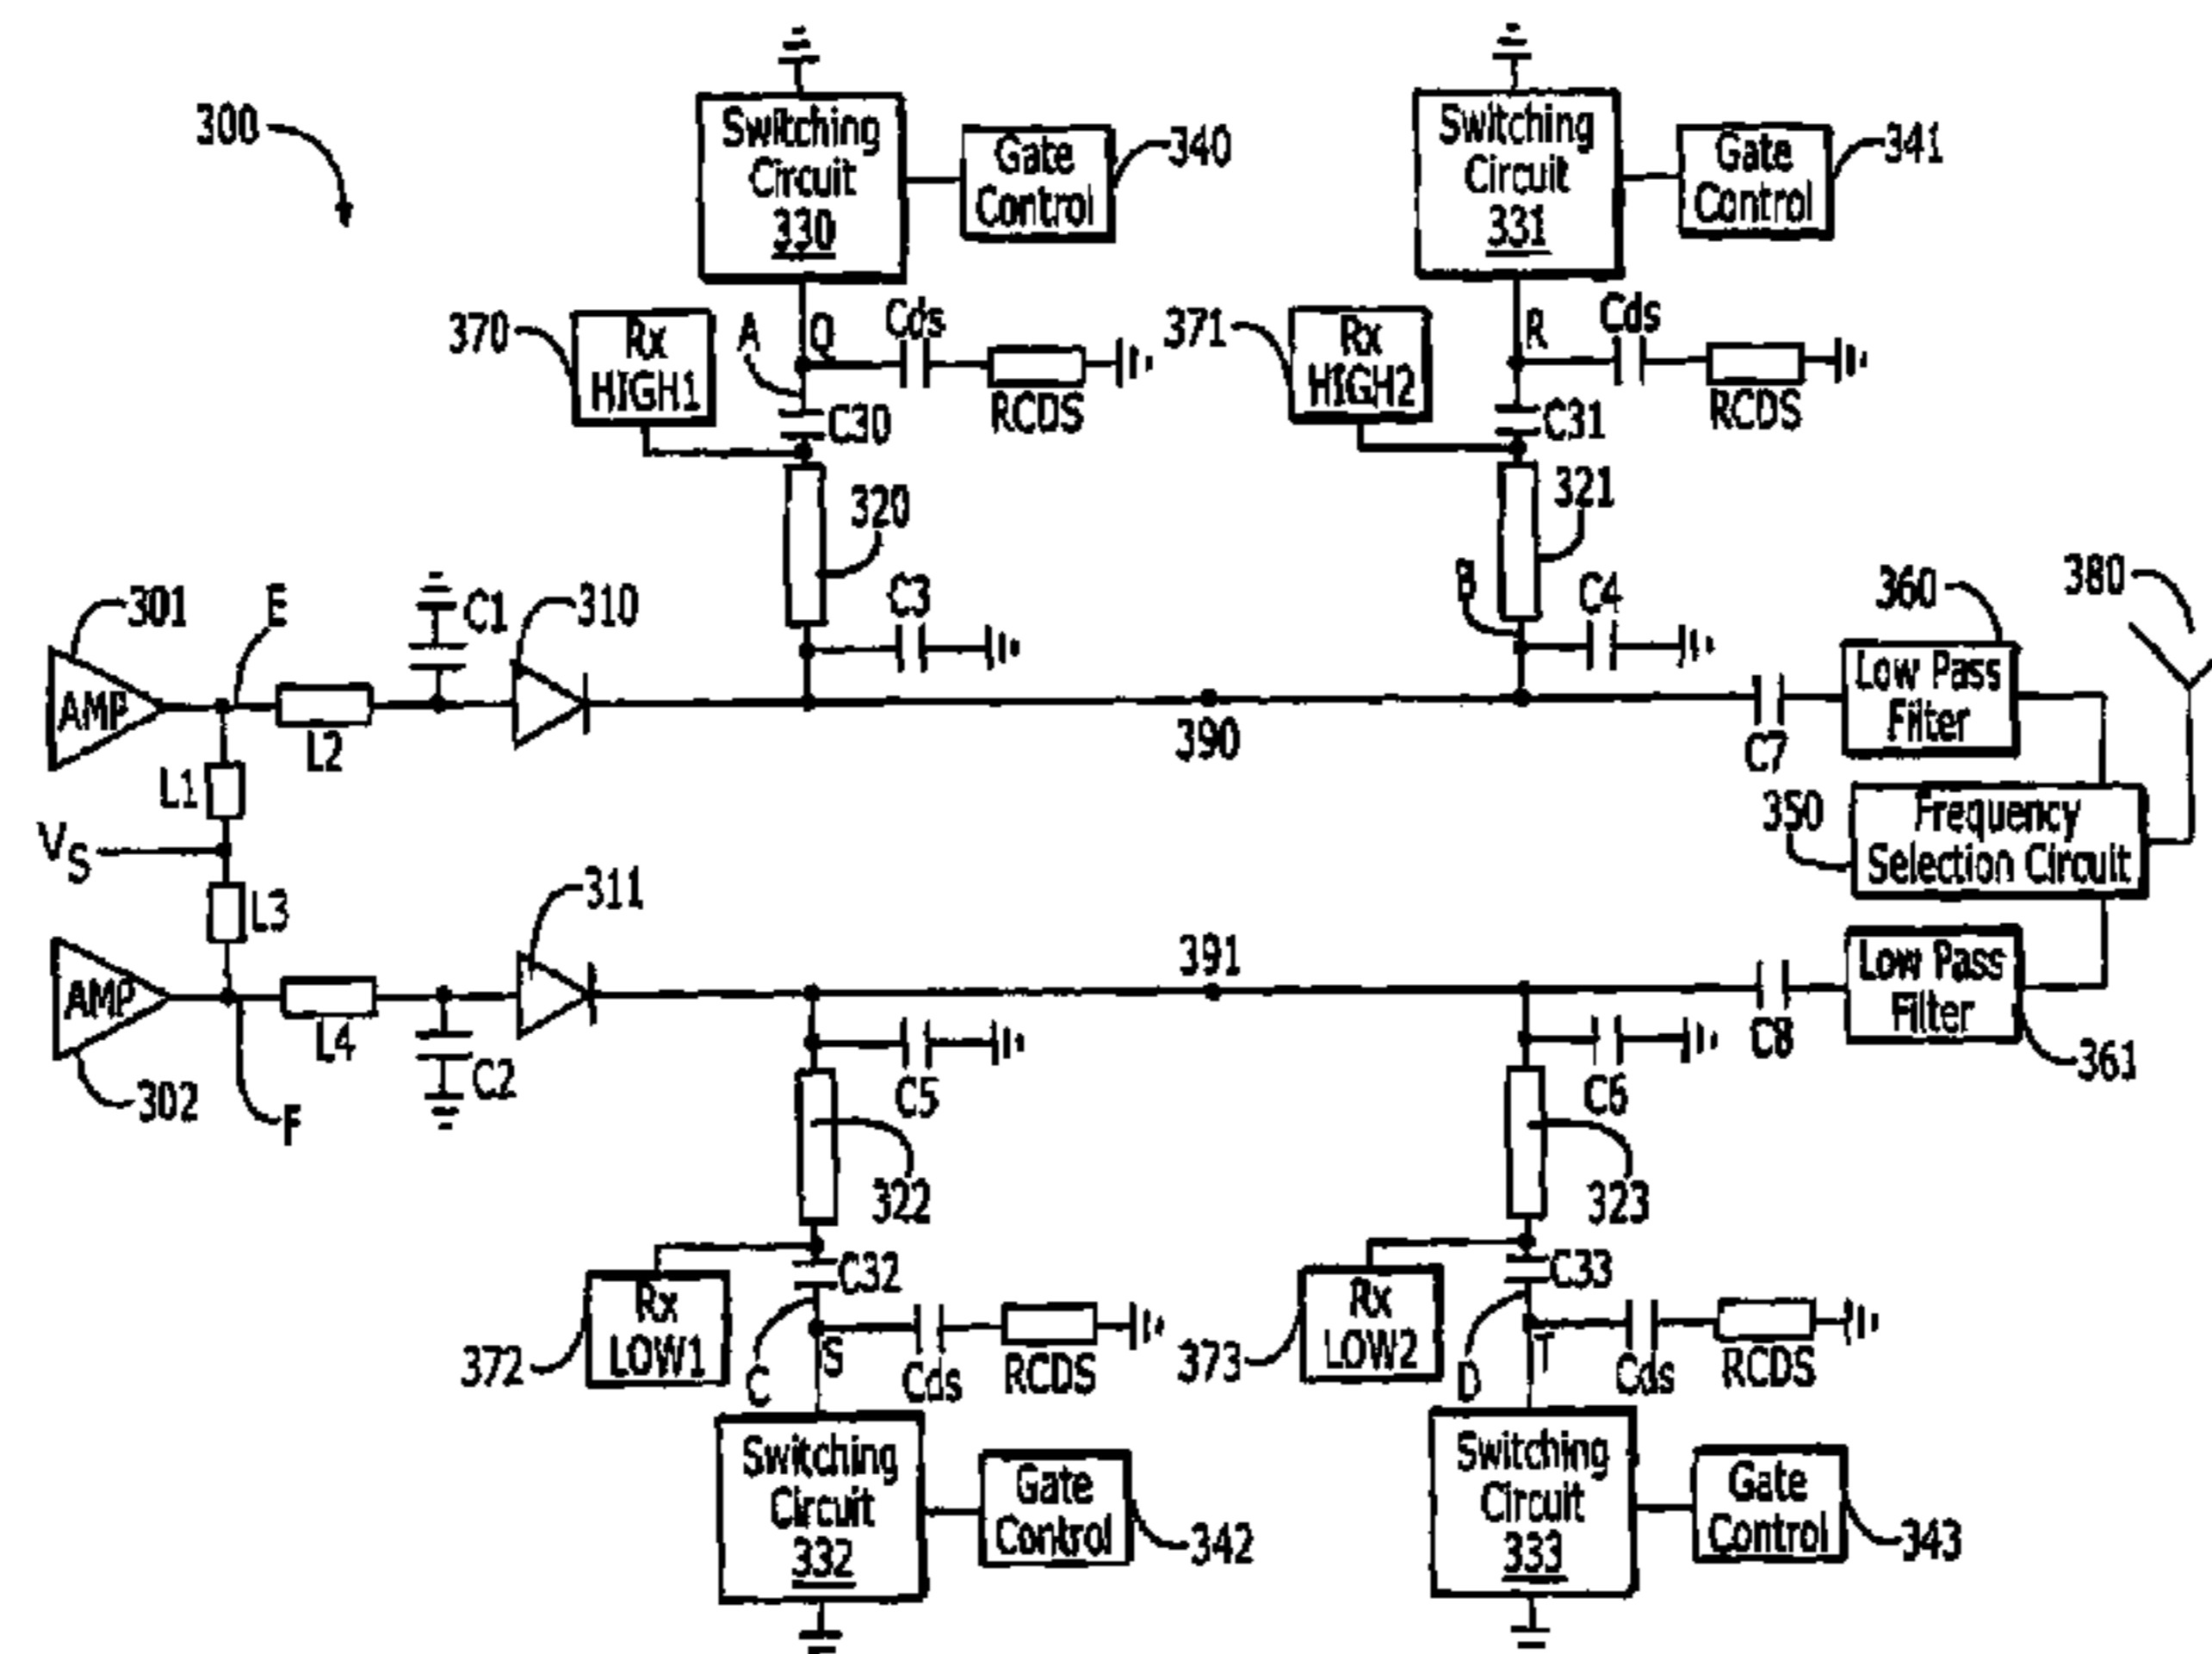 300
Switching
Circuit
330
Gate
Control
340
Switching
Circuit
331
Gate
Control
341
370
Rx
HIGH1
A
Q
Cds
RCDS
C30
371
Rx
HIGH2
R
Cds
RCDS
C31
320
321
301
AMP
E
L2
C1
310
C3
B
C4
360
Low Pass
Filter
380
L1
390
C7
VS
350
Frequency
Selection Circuit
L3
311
391
302
AMP
L4
C2
F
C5
C6
C8
Low Pass
Filter
361
322
323
372
Rx
LOW1
C32
C
S
Cds
RCDS
373
Rx
LOW2
C33
D
T
Cds
RCDS
Switching
Circuit
332
Gate
Control
342
Switching
Circuit
333
Gate
Control
343